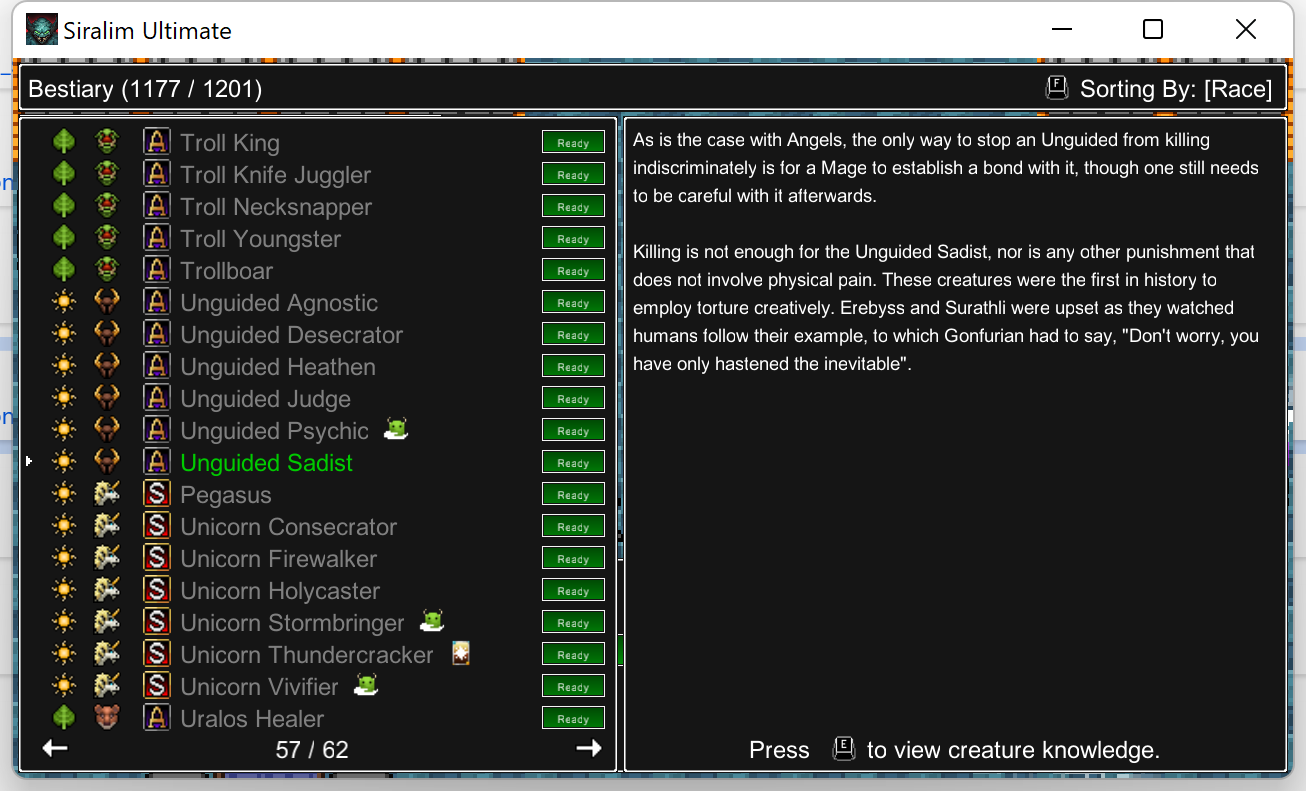 Siralim Ultimate
Bestiary (1177 / 1201)
F Sorting By: [Race]
A Troll King Ready
A Troll Knife Juggler Ready
A Troll Necksnapper Ready
A Troll Youngster Ready
A Trollboar Ready
A Unguided Agnostic Ready
A Unguided Desecrator Ready
A Unguided Heathen Ready
A Unguided Judge Ready
A Unguided Psychic Ready
A Unguided Sadist Ready
S Pegasus Ready
S Unicorn Consecrator Ready
S Unicorn Firewalker Ready
S Unicorn Holycaster Ready
S Unicorn Stormbringer Ready
S Unicorn Thundercracker Ready
S Unicorn Vivifier Ready
A Uralos Healer Ready
57 / 62
As is the case with Angels, the only way to stop an Unguided from killing
indiscriminately is for a Mage to establish a bond with it, though one still needs
to be careful with it afterwards.
Killing is not enough for the Unguided Sadist, nor is any other punishment that
does not involve physical pain. These creatures were the first in history to
employ torture creatively. Erebyss and Surathli were upset as they watched
humans follow their example, to which Gonfurian had to say, "Don't worry, you
have only hastened the inevitable".
Press E to view creature knowledge.